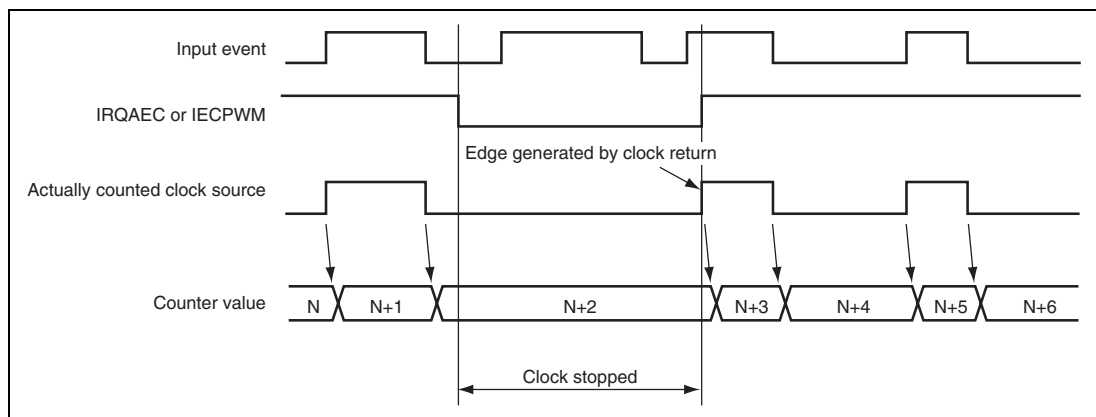 Input event
IRQAEC or IECPWM
Edge generated by clock return
Actually counted clock source
Counter value
N
N+1
N+2
N+3
N+4
N+5
N+6
Clock stopped